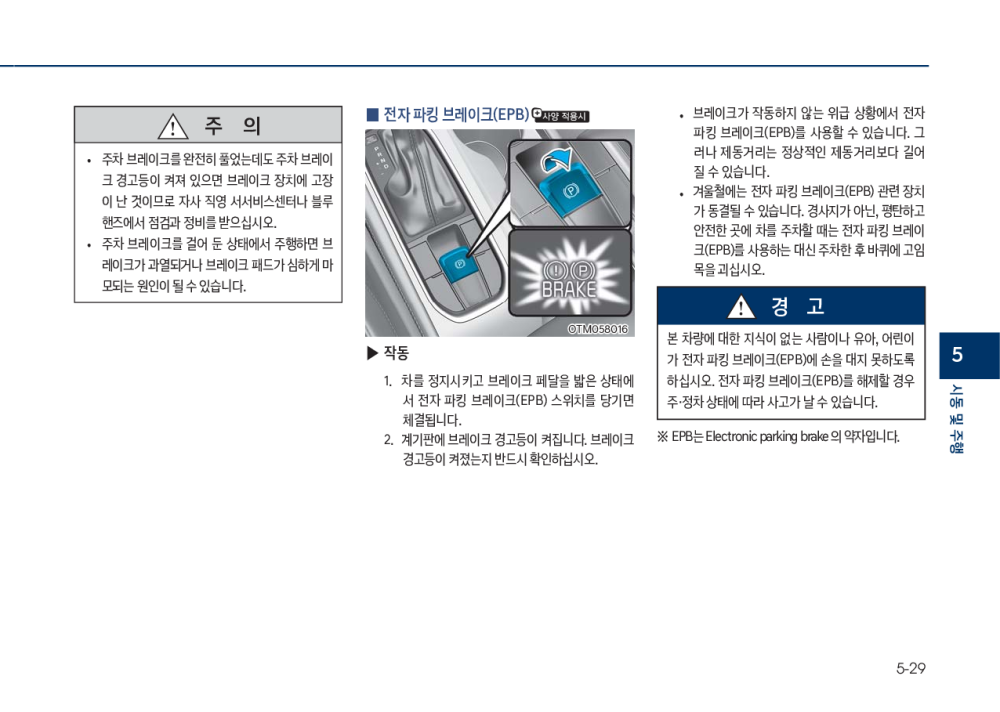 주 의
• 주차 브레이크를 완전히 풀었는데도 주차 브레이
크 경고등이 켜져 있으면 브레이크 장치에 고장
이 난 것이므로 자사 직영 서서비스센터나 블루
핸즈에서 점검과 정비를 받으십시오.
• 주차 브레이크를 걸어 둔 상태에서 주행하면 브
레이크가 과열되거나 브레이크 패드가 심하게 마
모되는 원인이 될 수 있습니다.
■ 전자 파킹 브레이크(EPB) 사양 적용시
BRAKE
OTM058016
▶ 작동
1. 차를 정지시키고 브레이크 페달을 밟은 상태에
서 전자 파킹 브레이크(EPB) 스위치를 당기면
체결됩니다.
2. 계기판에 브레이크 경고등이 켜집니다. 브레이크
경고등이 켜졌는지 반드시 확인하십시오.
• 브레이크가 작동하지 않는 위급 상황에서 전자
파킹 브레이크(EPB)를 사용할 수 있습니다. 그
러나 제동거리는 정상적인 제동거리보다 길어
질 수 있습니다.
• 겨울철에는 전자 파킹 브레이크(EPB) 관련 장치
가 동결될 수 있습니다. 경사지가 아닌, 평탄하고
안전한 곳에 차를 주차할 때는 전자 파킹 브레이
크(EPB)를 사용하는 대신 주차한 후 바퀴에 고임
목을 괴십시오.
경 고
본 차량에 대한 지식이 없는 사람이나 유아, 어린이
가 전자 파킹 브레이크(EPB)에 손을 대지 못하도록
하십시오. 전자 파킹 브레이크(EPB)를 해제할 경우
주·정차 상태에 따라 사고가 날 수 있습니다.
※ EPB는 Electronic parking brake 의 약자입니다.
5
시동 및 주행
5-29